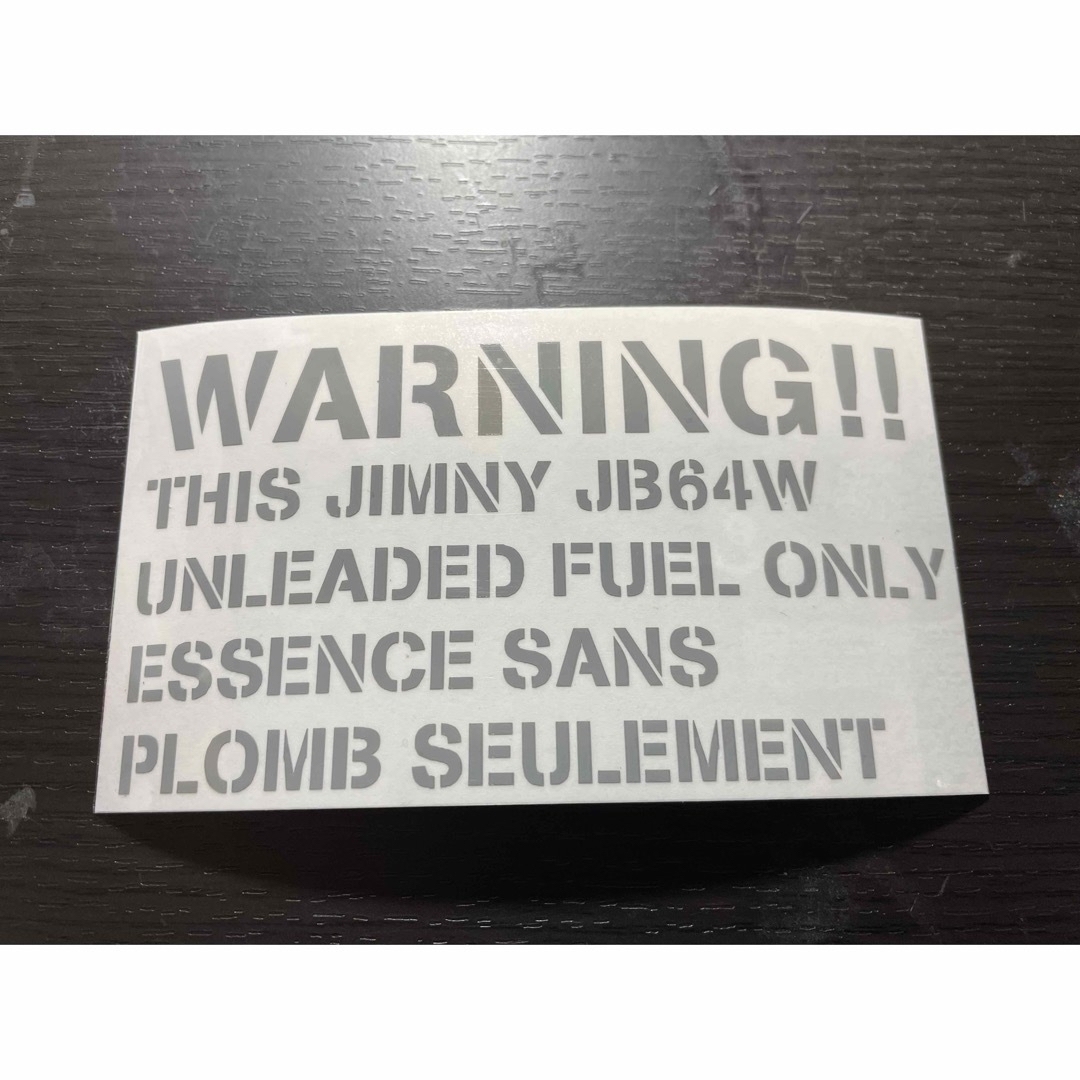 WARNING!!
THIS JIMNY JB64W
UNLEADED FUEL ONLY
ESSENCE SANS
PLOMB SEULEMENT